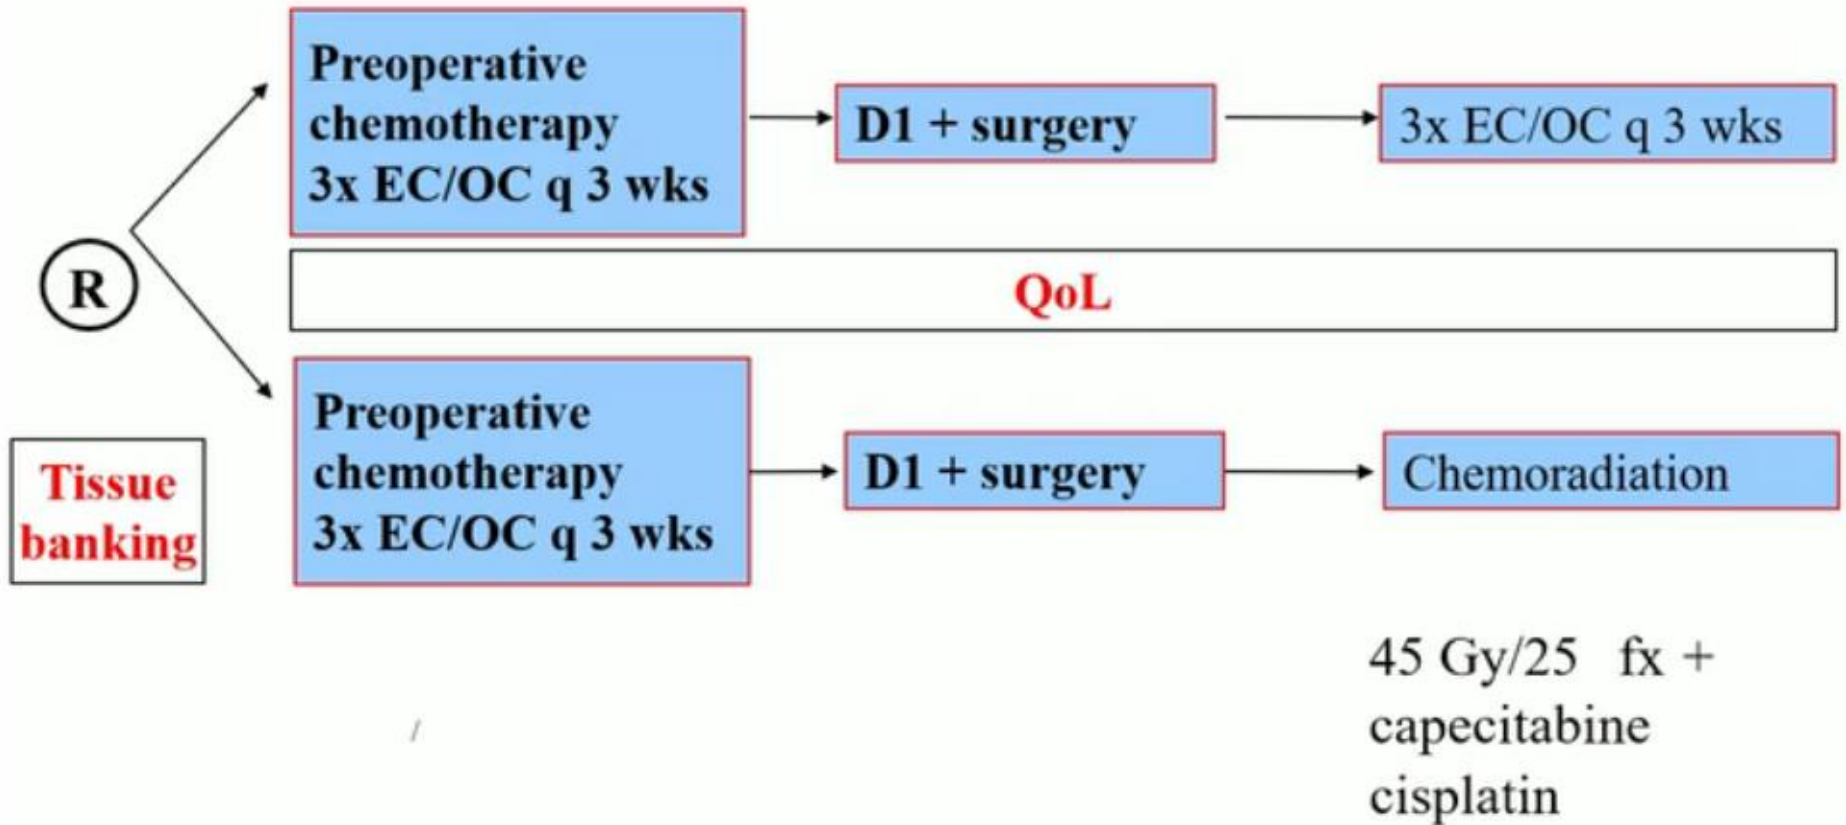 Preoperative
chemotherapy
3x EC/OC q 3 wks
D1 + surgery
3x EC/OC q 3 wks
R
QoL
Preoperative
chemotherapy
3x EC/OC q 3 wks
D1 + surgery
Chemoradiation
Tissue
banking
45 Gy/25 fx +
capecitabine
cisplatin
/